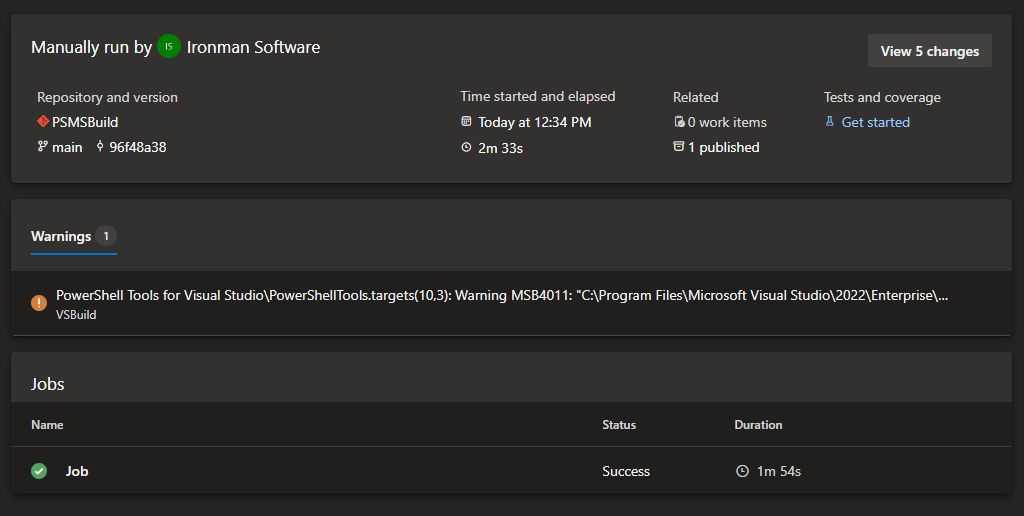 Manually run by IS Ironman Software
View 5 changes
Repository and version
Time started and elapsed
Related
Tests and coverage
PSMSBuild
Today at 12:34 PM
0 work items
Get started
main 96f48a38
2m 33s
1 published
Warnings 1
PowerShell Tools for Visual Studio\PowerShellTools.targets(10,3): Warning MSB4011: "C:\Program Files\Microsoft Visual Studio\2022\Enterprise\...
VSBuild
Jobs
Name Status Duration
Job Success 1m 54s